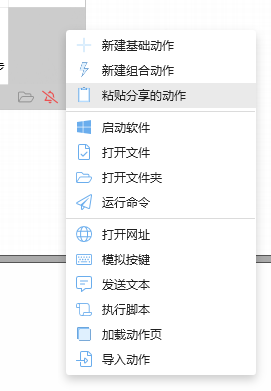 新建基础动作
新建组合动作
粘贴分享的动作
启动软件
打开文件
打开文件夹
运行命令
打开网址
模拟按键
发送文本
执行脚本
加载动作页
导入动作